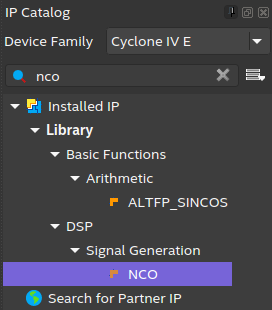 IP Catalog
Device Family Cyclone IV E
nco
Installed IP
Library
Basic Functions
Arithmetic
ALTFP_SINCOS
DSP
Signal Generation
NCO
Search for Partner IP